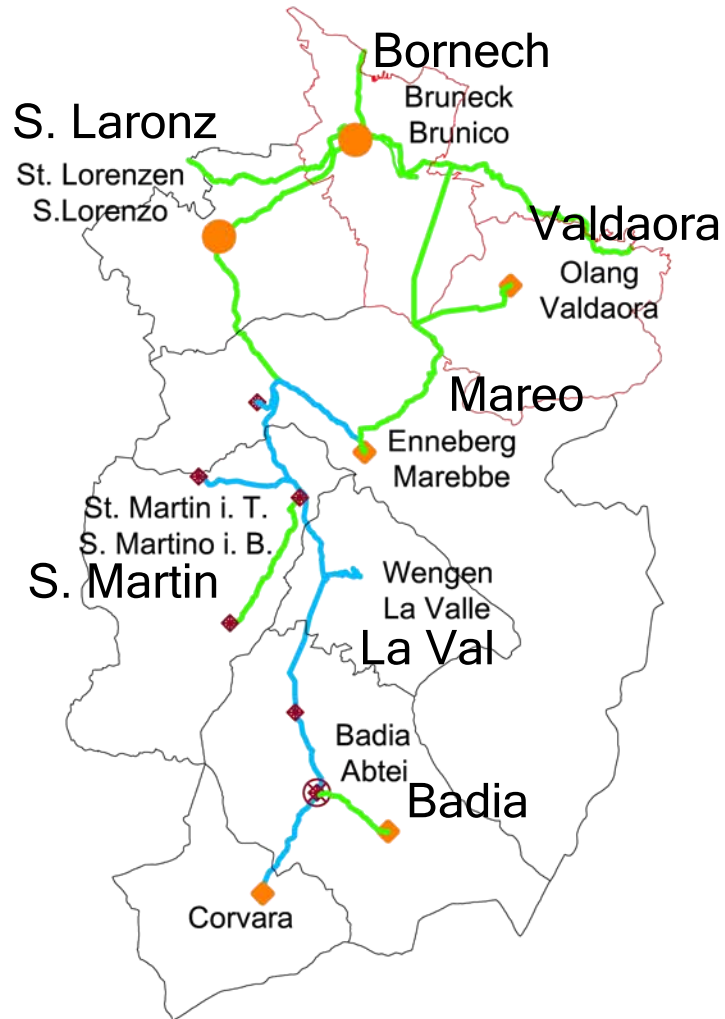 Bornech
Bruneck
Brunico
S. Laronz
St. Lorenzen
S.Lorenzo
Valdaora
Olang
Valdaora
Mareo
Enneberg
Marebbe
St. Martin i. T.
S. Martino i. B.
S. Martin
Wengen
La Valle
La Val
Badia
Abtei
Badia
Corvara